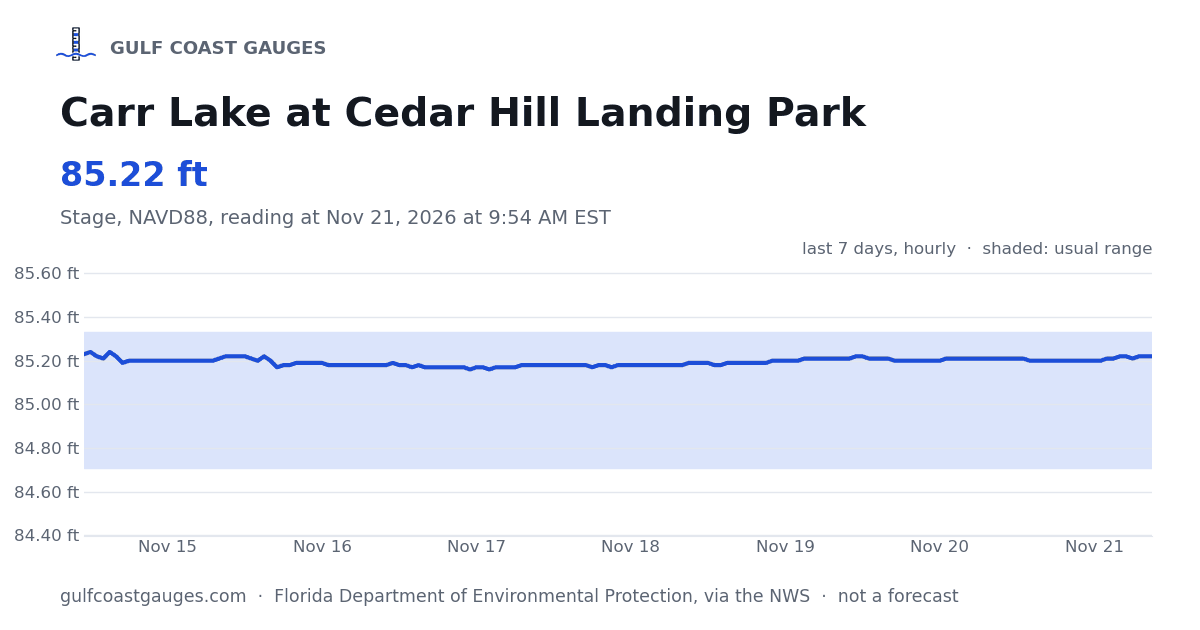 GULF COAST GAUGES
Carr Lake at Cedar Hill Landing Park
85.22 ft
Stage, NAVD88, reading at Nov 21, 2026 at 9:54 AM EST
last 7 days, hourly · shaded: usual range
85.60 ft
85.40 ft
85.20 ft
85.00 ft
84.80 ft
84.60 ft
84.40 ft
Nov 15 Nov 16 Nov 17 Nov 18 Nov 19 Nov 20 Nov 21
gulfcoastgauges.com · Florida Department of Environmental Protection, via the NWS · not a forecast